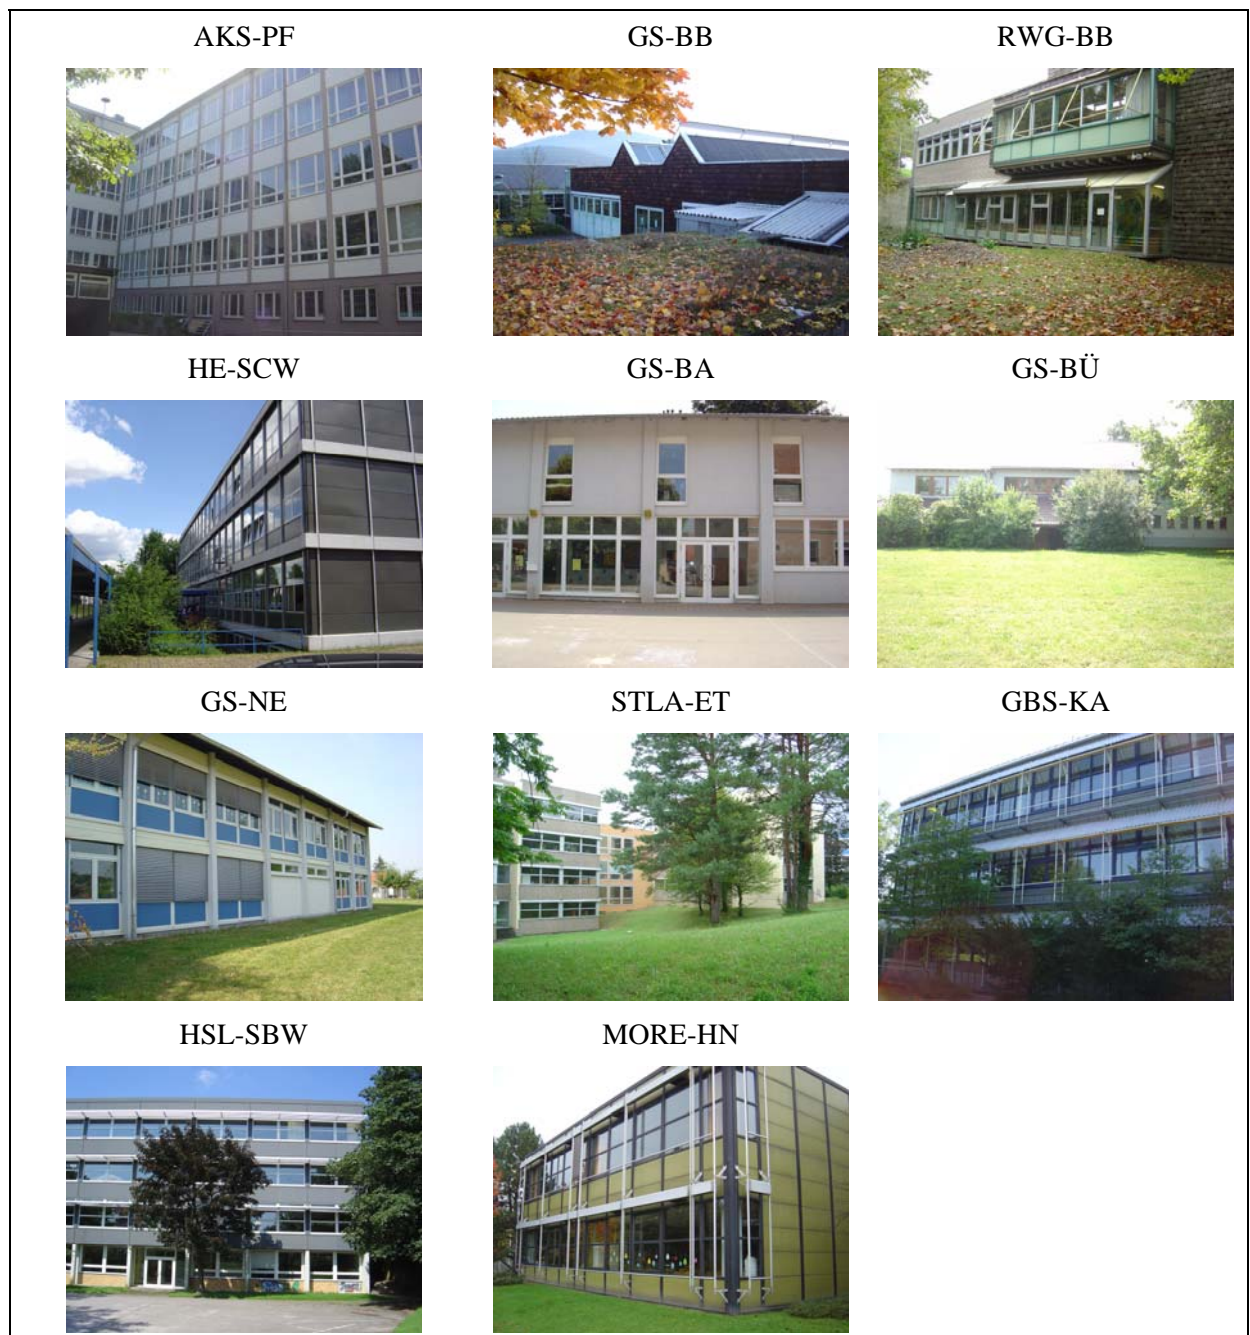 AKS-PF GS-BB RWG-BB
HE-SCW GS-BA GS-BÜ
GS-NE STLA-ET GBS-KA
HSL-SBW MORE-HN